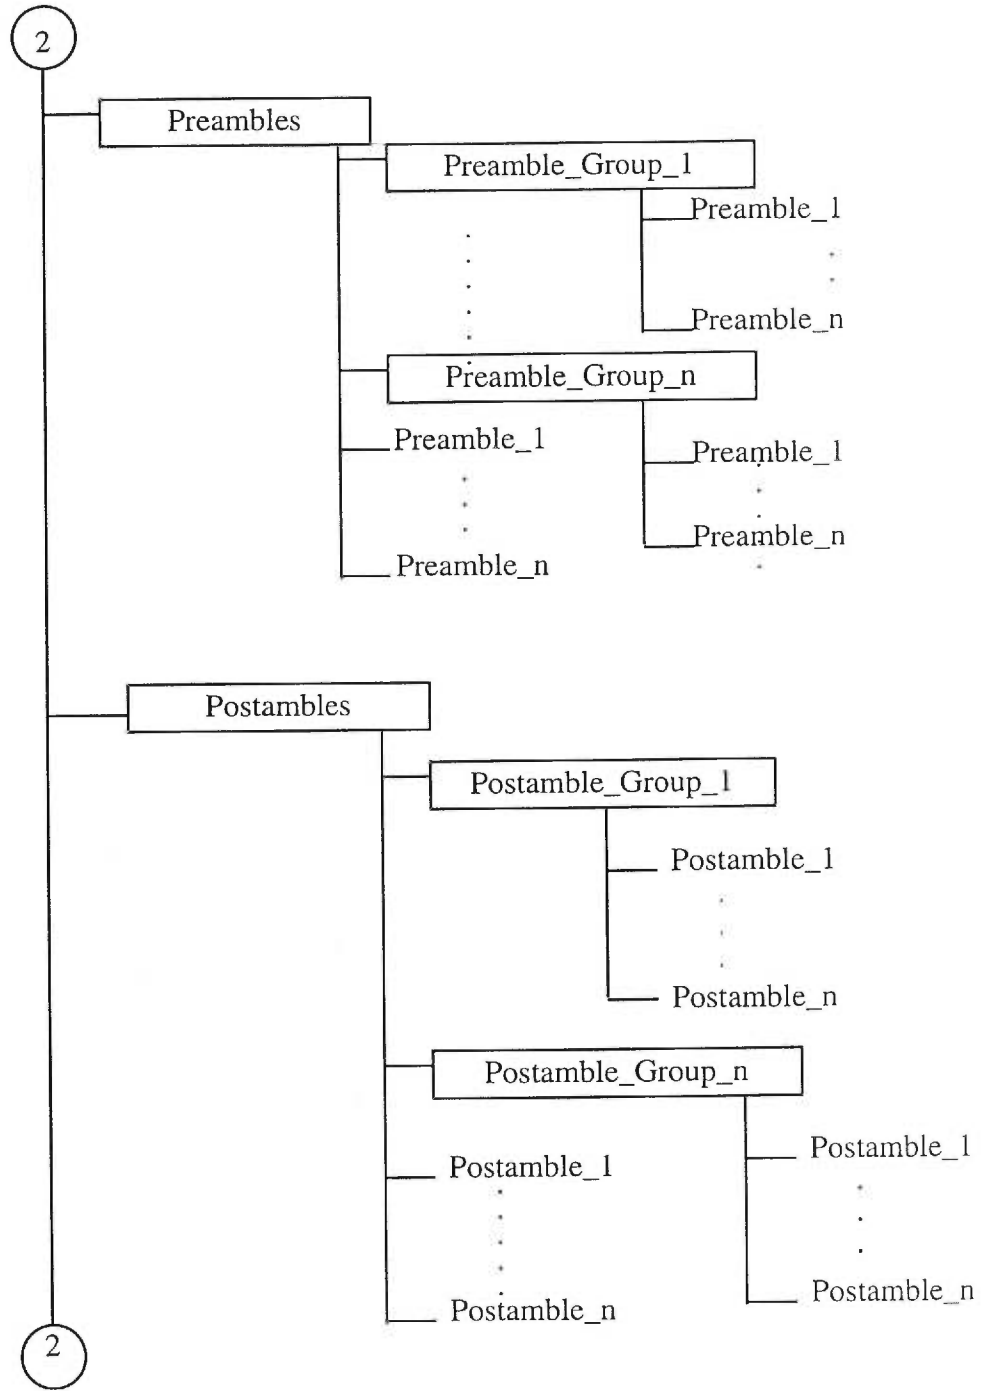 2
Preambles
Preamble_Group_1
Preamble_1
Preamble_n
Preamble_Group_n
Preamble_1
Preamble_n
Preamble_1
Preamble_n
Postambles
Postamble_Group_1
Postamble_1
Postamble_n
Postamble_Group_n
Postamble_1
Postamble_n
Postamble_1
Postamble_n
2